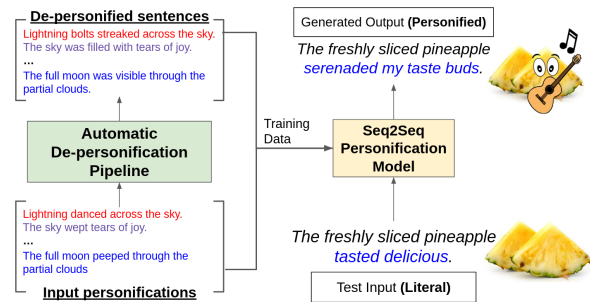 De-personified sentences
Lightning bolts streaked across the sky.
The sky was filled with tears of joy.
...
The full moon was visible through the
partial clouds.
Automatic
De-personification
Pipeline
Lightning danced across the sky.
The sky wept tears of joy.
...
The full moon peeped through the
partial clouds
Input personifications
Training
Data
Generated Output (Personified)
The freshly sliced pineapple
serenaded my taste buds.
Seq2Seq
Personification
Model
The freshly sliced pineapple
tasted delicious.
Test Input (Literal)